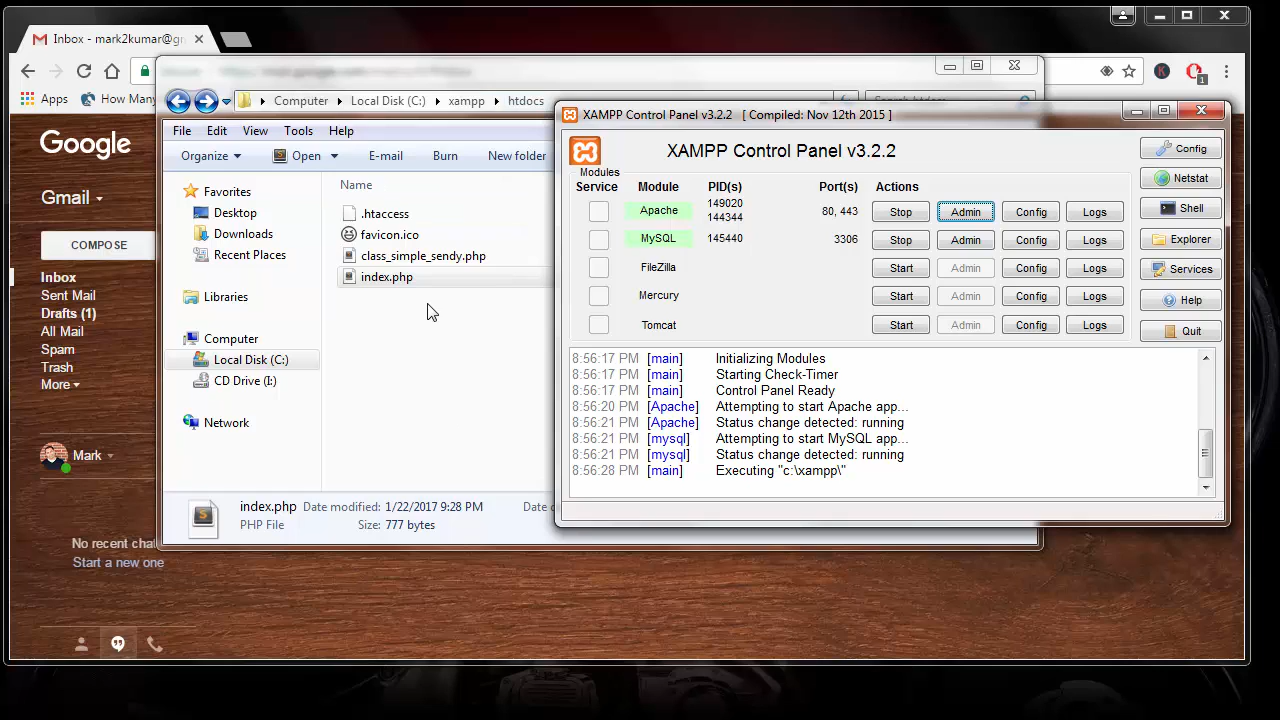 Inbox - mark2kumar@g
Apps
How Many
Google
Gmail
COMPOSE
Inbox
Sent Mail
Drafts (1)
All Mail
Spam
Trash
More
Mark
No recent cha
Start a new one
Computer
Local Disk (C:)
xampp
htdocs
File Edit View Tools Help
Organize Open E-mail Burn New folder
Favorites
Desktop
Downloads
Recent Places
Libraries
Computer
Local Disk (C:)
CD Drive (I:)
Network
Name
.htaccess
favicon.ico
class_simple_sendy.php
index.php
index.php Date modified: 1/22/2017 9:28 PM Date c
PHP File Size: 777 bytes
XAMPP Control Panel v3.2.2 [ Compiled: Nov 12th 2015 ]
XAMPP Control Panel v3.2.2
Modules
Service Module PID(s) Port(s) Actions
Apache 149020 144344 80, 443 Stop Admin Config Logs
MySQL 145440 3306 Stop Admin Config Logs
FileZilla Start Admin Config Logs
Mercury Start Admin Config Logs
Tomcat Start Admin Config Logs
Config
Netstat
Shell
Explorer
Services
Help
Quit
8:56:17 PM [main] Initializing Modules
8:56:17 PM [main] Starting Check-Timer
8:56:17 PM [main] Control Panel Ready
8:56:20 PM [Apache] Attempting to start Apache app...
8:56:21 PM [Apache] Status change detected: running
8:56:21 PM [mysql] Attempting to start MySQL app...
8:56:21 PM [mysql] Status change detected: running
8:56:28 PM [main] Executing "c:\xampp\"